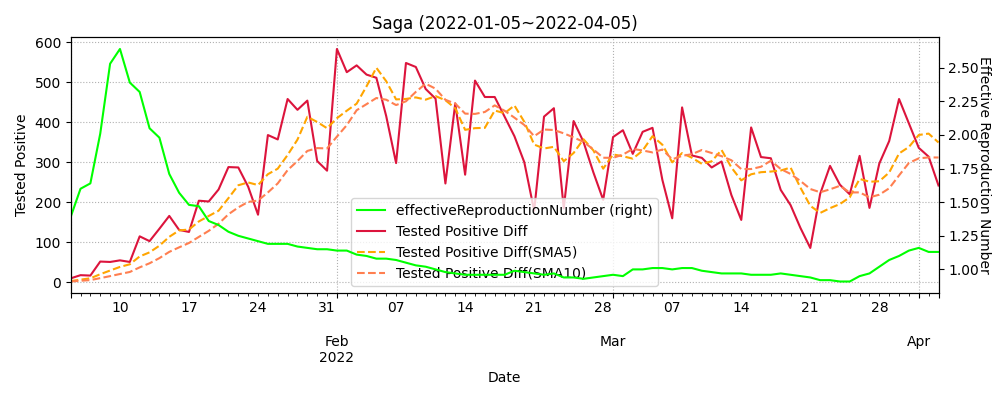 Saga (2022-01-05~2022-04-05)
Tested Positive
600
500
400
300
200
100
0
2.50
2.25
2.00
1.75
1.50
1.25
1.00
Effective Reproduction Number
effectiveReproductionNumber (right)
Tested Positive Diff
Tested Positive Diff(SMA5)
Tested Positive Diff(SMA10)
10 17 24 31 07 14 21 28 07 14 21 28
Feb Mar Apr
2022
Date